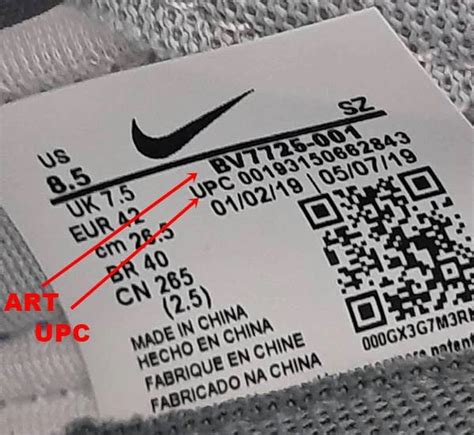 US
SZ
8.5
BV7725-001
UK 7.5
UPC 00193150662843
EUR 42
01/02/19 | 05/07/19
cm 26.5
BR 40
CN 265
(2.5)
ART
UPC
MADE IN CHINA
HECHO EN CHINA
FABRIQUE EN CHINE
FABRICADO NA CHINA